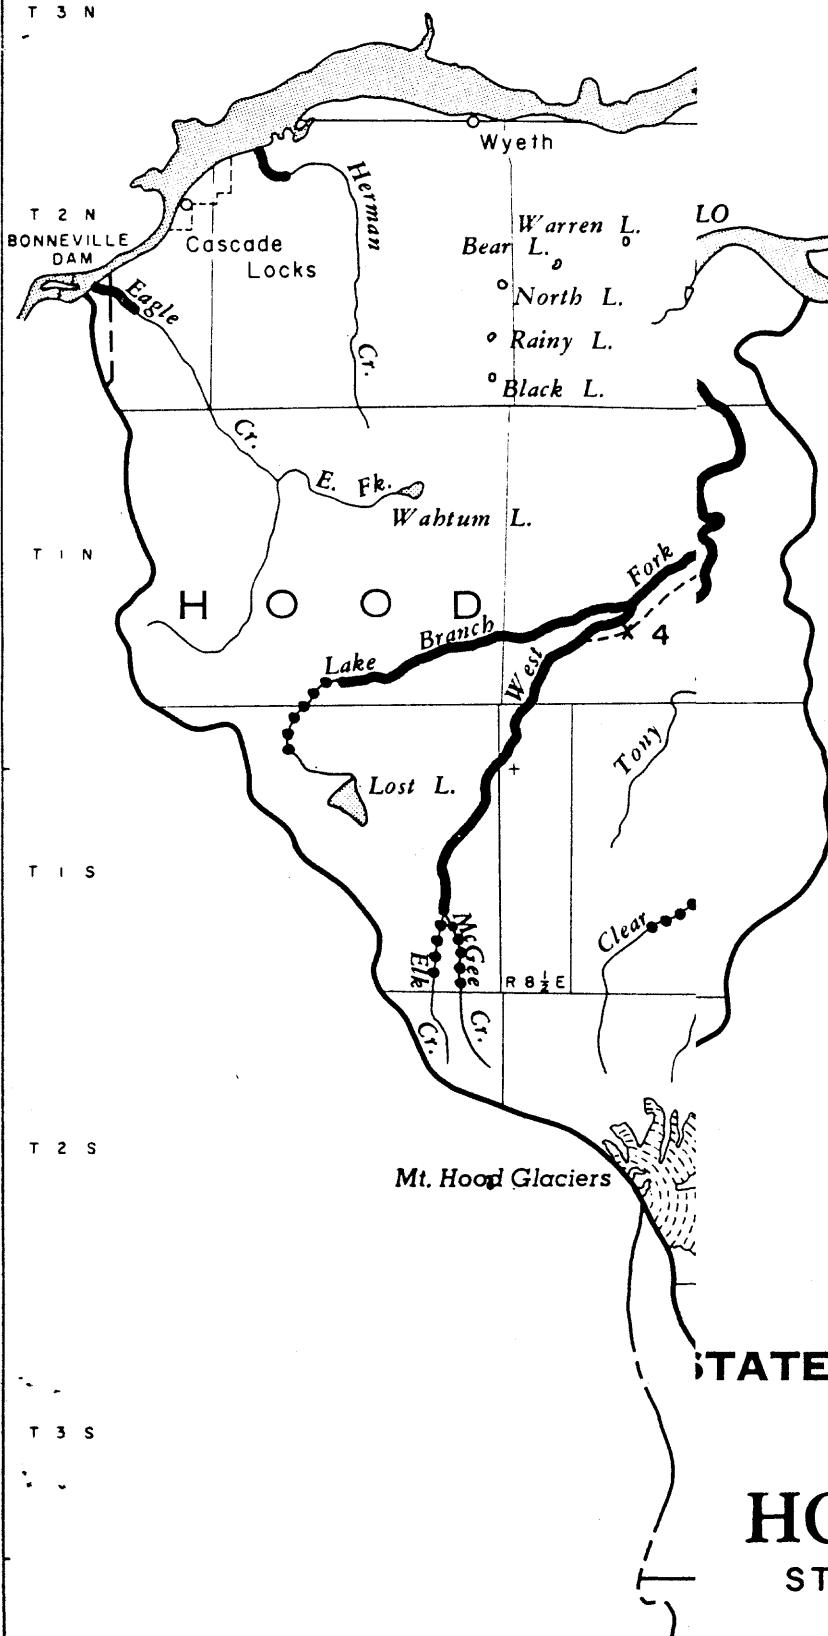 T 3 N
Wyeth
Herman
Cr.
T 2 N
BONNEVILLE
DAM
Cascade
Locks
Warren L.
Bear L.
LO
North L.
Eagle
Cr.
Rainy L.
Black L.
E. Fk.
Wahtum L.
T 1 N
HOOD
Fork
Branch
Lake
West
4
Tony
Lost L.
T 1 S
Clear
McGee
Cr.
Elk
Cr.
R 8 ½ E
T 2 S
Mt. Hood Glaciers
STATE
T 3 S
HO
ST